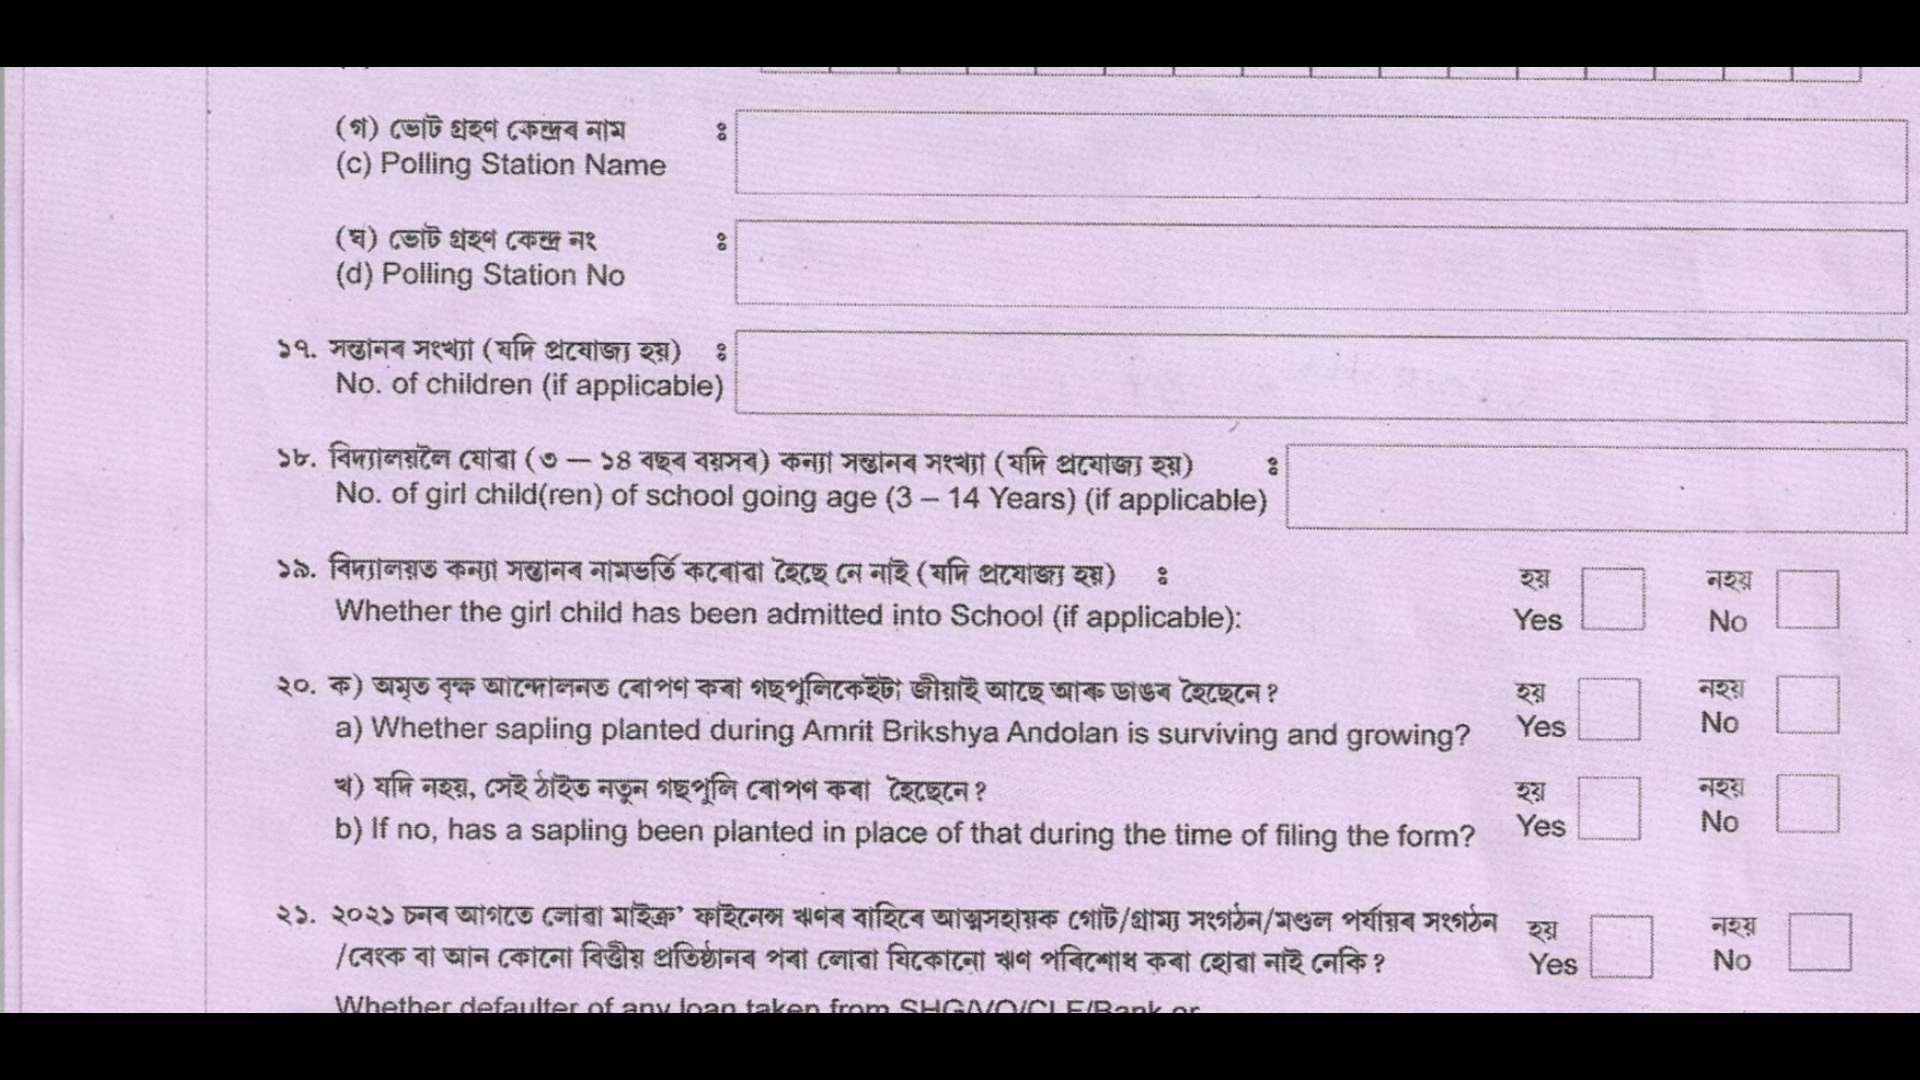 (গ) ভোট গ্ৰহণ কেন্দ্ৰৰ নাম :
(c) Polling Station Name
(ঘ) ভোট গ্ৰহণ কেন্দ্ৰ নং :
(d) Polling Station No
১৭. সন্তানৰ সংখ্যা (যদি প্ৰযোজ্য হয়) :
No. of children (if applicable)
১৮. বিদ্যালয়লৈ যোৱা (৩ – ১৪ বছৰ বয়সৰ) কন্যা সন্তানৰ সংখ্যা (যদি প্ৰযোজ্য হয়) :
No. of girl child(ren) of school going age (3 – 14 Years) (if applicable)
১৯. বিদ্যালয়ত কন্যা সন্তানৰ নামভৰ্তি কৰোৱা হৈছে নে নাই (যদি প্ৰযোজ্য হয়) : হয় নহয়
Whether the girl child has been admitted into School (if applicable): Yes No
২০. ক) অমৃত বৃক্ষ আন্দোলনত ৰোপণ কৰা গছপুলিকেইটা জীয়াই আছে আৰু ডাঙৰ হৈছেনে? হয় নহয়
a) Whether sapling planted during Amrit Brikshya Andolan is surviving and growing? Yes No
খ) যদি নহয়, সেই ঠাইত নতুন গছপুলি ৰোপণ কৰা হৈছেনে? হয় নহয়
b) If no, has a sapling been planted in place of that during the time of filing the form? Yes No
২১. ২০২১ চনৰ আগতে লোৱা মাইক্ৰ' ফাইনেন্স ঋণৰ বাহিৰে আত্মসহায়ক গোট/গ্ৰাম্য সংগঠন/মণ্ডল পৰ্যায়ৰ সংগঠন হয় নহয়
/বেংক বা আন কোনো বিত্তীয় প্ৰতিষ্ঠানৰ পৰা লোৱা যিকোনো ঋণ পৰিশোধ কৰা হোৱা নাই নেকি? Yes No
Whether defaulter of any loan taken from SHG/VO/CLF/Bank or